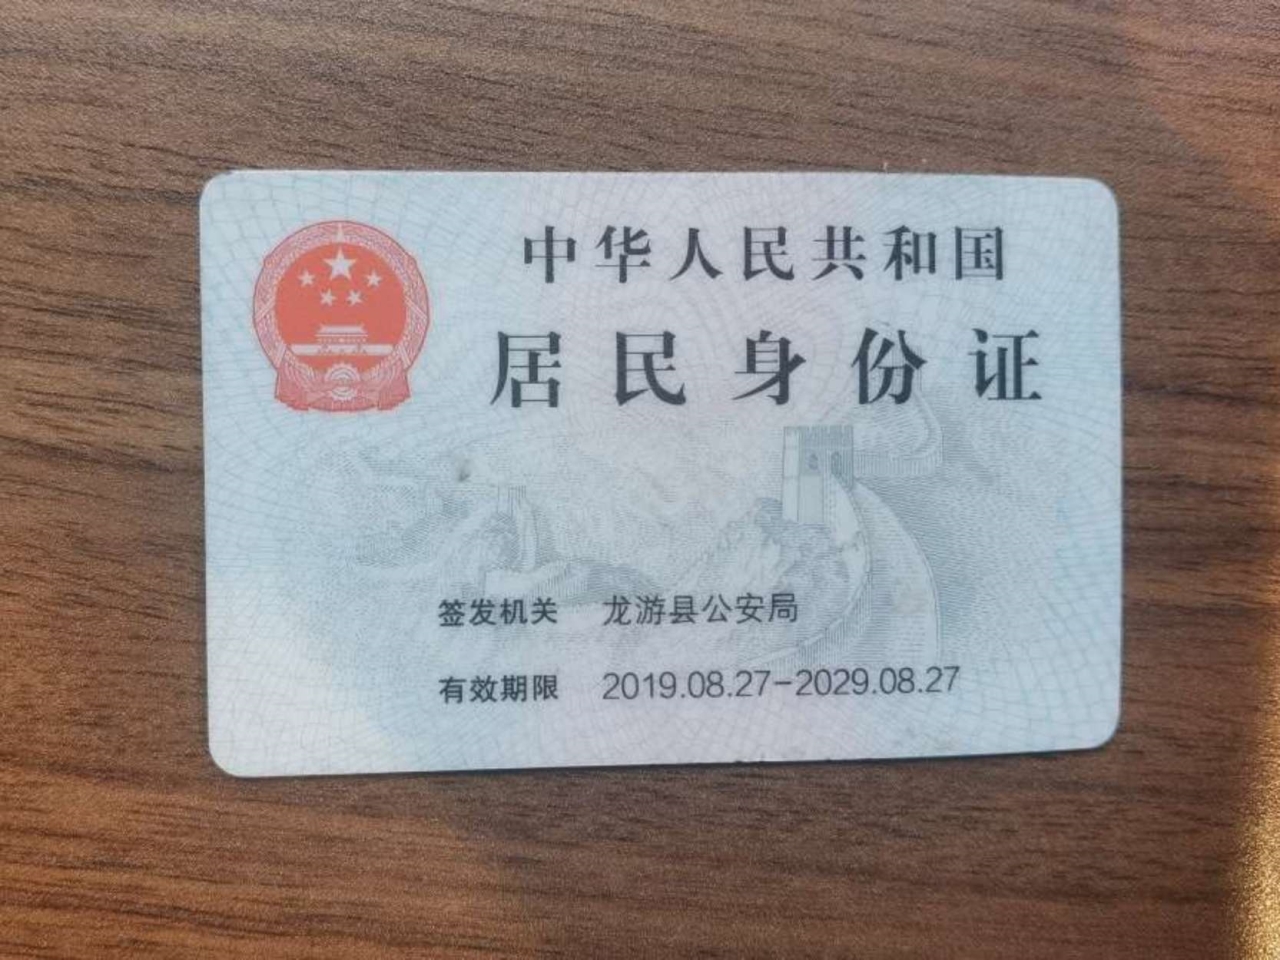 中华人民共和国
居民身份证
签发机关 龙游县公安局
有效期限 2019.08.27-2029.08.27